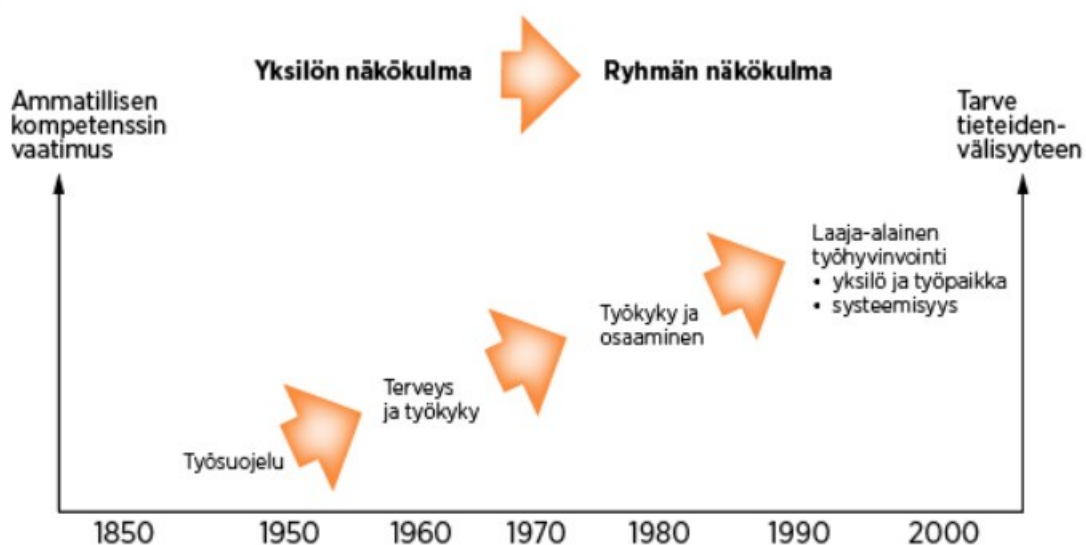 Yksilön näkökulma
Ryhmän näkökulma
Ammatillisen
kompetenssin
vaatimus
Tarve
tieteiden-
välisyyteen
Laaja-alainen
työhyvinvointi
• yksilö ja työpaikka
• systeemisyys
Työkyky ja
osaaminen
Terveys
ja työkyky
Työsuojelu
1850 1950 1960 1970 1980 1990 2000